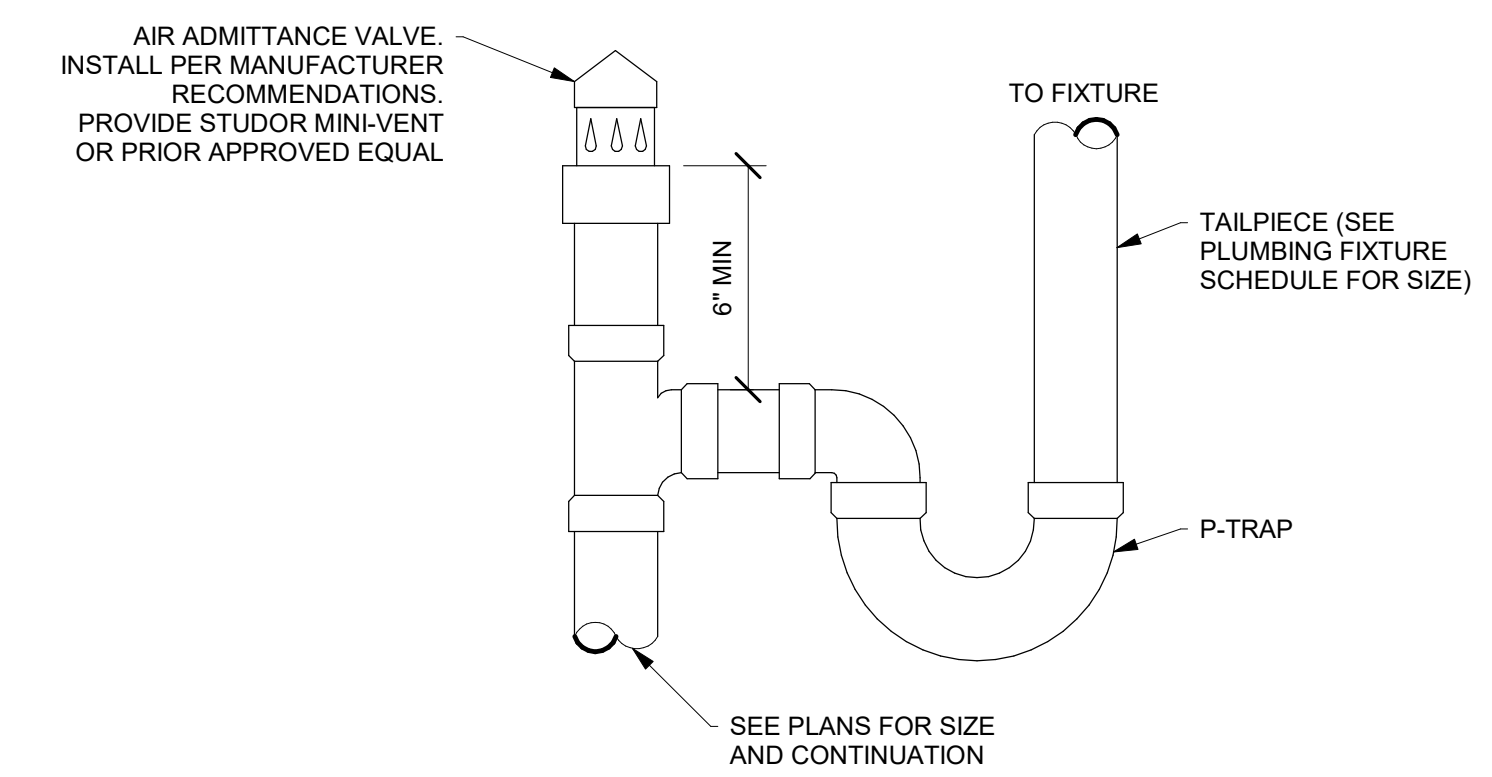 AIR ADMITTANCE VALVE.
INSTALL PER MANUFACTURER
RECOMMENDATIONS.
PROVIDE STUDOR MINI-VENT
OR PRIOR APPROVED EQUAL
TO FIXTURE
6" MIN
TAILPIECE (SEE
PLUMBING FIXTURE
SCHEDULE FOR SIZE)
P-TRAP
SEE PLANS FOR SIZE
AND CONTINUATION